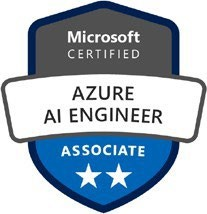 Microsoft
CERTIFIED
AZURE
AI ENGINEER
ASSOCIATE